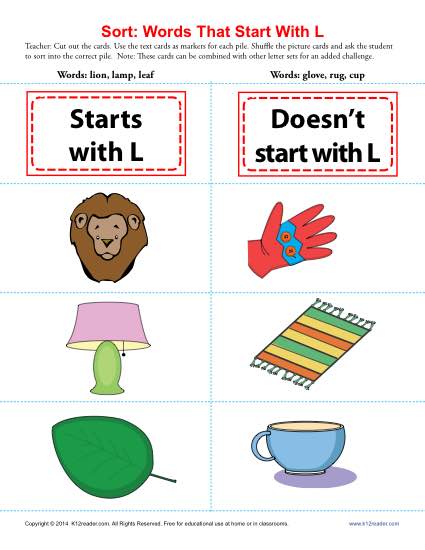 Sort: Words That Start With L
Teacher: Cut out the cards. Use the text cards as markers for each pile. Shuffle the picture cards and ask the student
to sort into the correct pile. Note: These cards can be combined with other letter sets for an added challenge.
Words: lion, lamp, leaf
Words: glove, rug, cup
Starts
with L
Doesn't
start with L
Copyright © 2014 K12reader.com. All Rights Reserved. Free for educational use at home or in classrooms.
www.k12reader.com